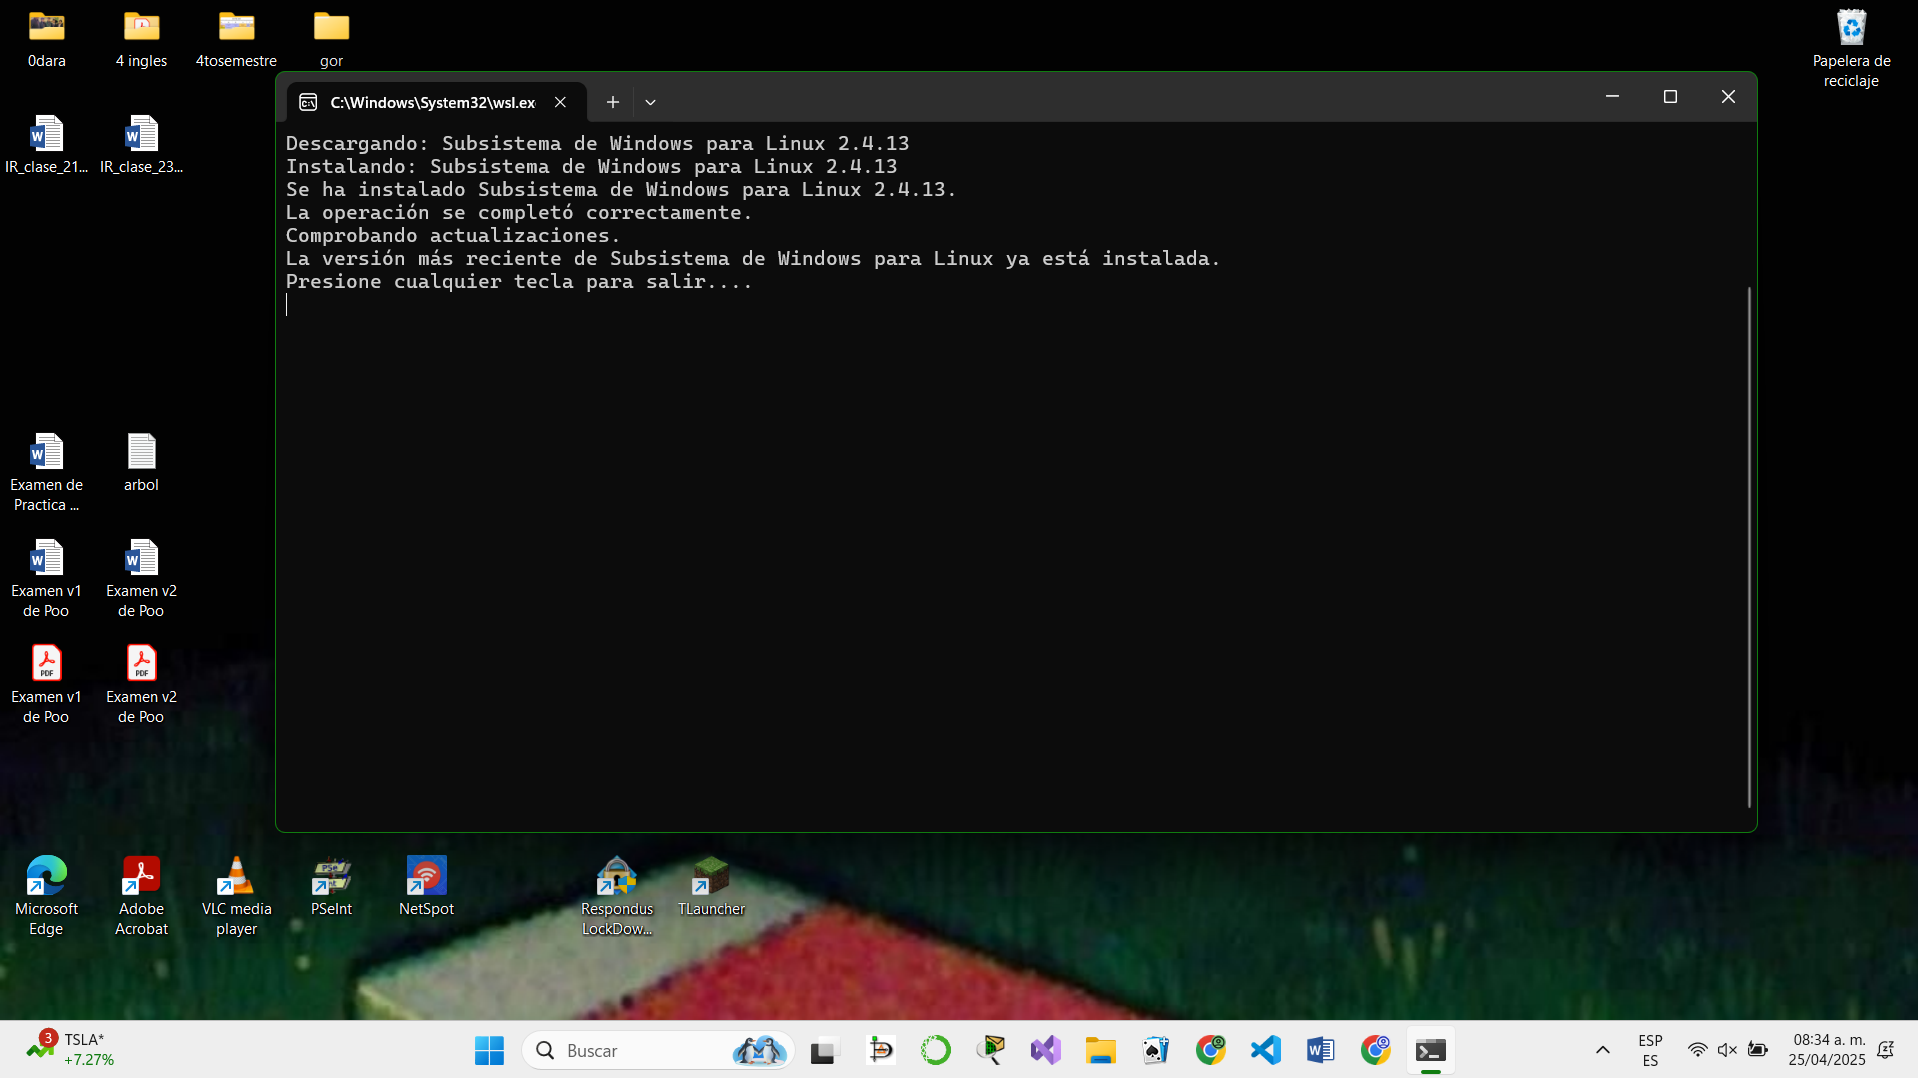 0dara
4 ingles
4tosemestre
gor
Papelera de
reciclaje
IR_clase_21...
IR_clase_23...
C:\Windows\System32\wsl.ex
Descargando: Subsistema de Windows para Linux 2.4.13
Instalando: Subsistema de Windows para Linux 2.4.13
Se ha instalado Subsistema de Windows para Linux 2.4.13.
La operación se completó correctamente.
Comprobando actualizaciones.
La versión más reciente de Subsistema de Windows para Linux ya está instalada.
Presione cualquier tecla para salir....
Examen de
Practica ...
arbol
Examen v1
de Poo
Examen v2
de Poo
PDF
Examen v1
de Poo
PDF
Examen v2
de Poo
Microsoft
Edge
Adobe
Acrobat
VLC media
player
PSeInt
NetSpot
Respondus
LockDow...
TLauncher
3
TSLA*
+7.27%
Buscar
ESP
ES
08:34 a. m.
25/04/2025